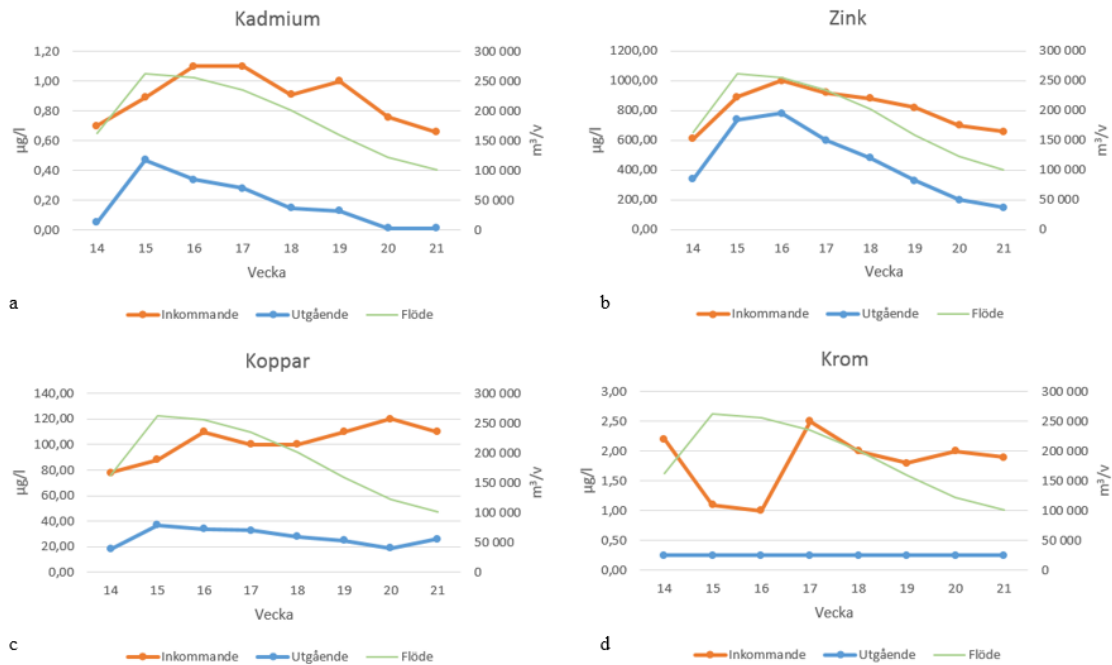 Kadmium
1,20
1,00
0,80
0,60
0,40
0,20
0,00
µg/l
300 000
250 000
200 000
150 000
100 000
50 000
0
m³/v
14 15 16 17 18 19 20 21
Vecka
a
Inkommande Utgående Flöde
Zink
1200,00
1000,00
800,00
600,00
400,00
200,00
0,00
µg/l
300 000
250 000
200 000
150 000
100 000
50 000
0
m³/v
14 15 16 17 18 19 20 21
Vecka
b
Inkommande Utgående Flöde
Koppar
140,00
120,00
100,00
80,00
60,00
40,00
20,00
0,00
µg/l
300 000
250 000
200 000
150 000
100 000
50 000
0
m³/v
14 15 16 17 18 19 20 21
Vecka
c
Inkommande Utgående Flöde
Krom
3,00
2,50
2,00
1,50
1,00
0,50
0,00
µg/l
300 000
250 000
200 000
150 000
100 000
50 000
0
m³/v
14 15 16 17 18 19 20 21
Vecka
d
Inkommande Utgående Flöde